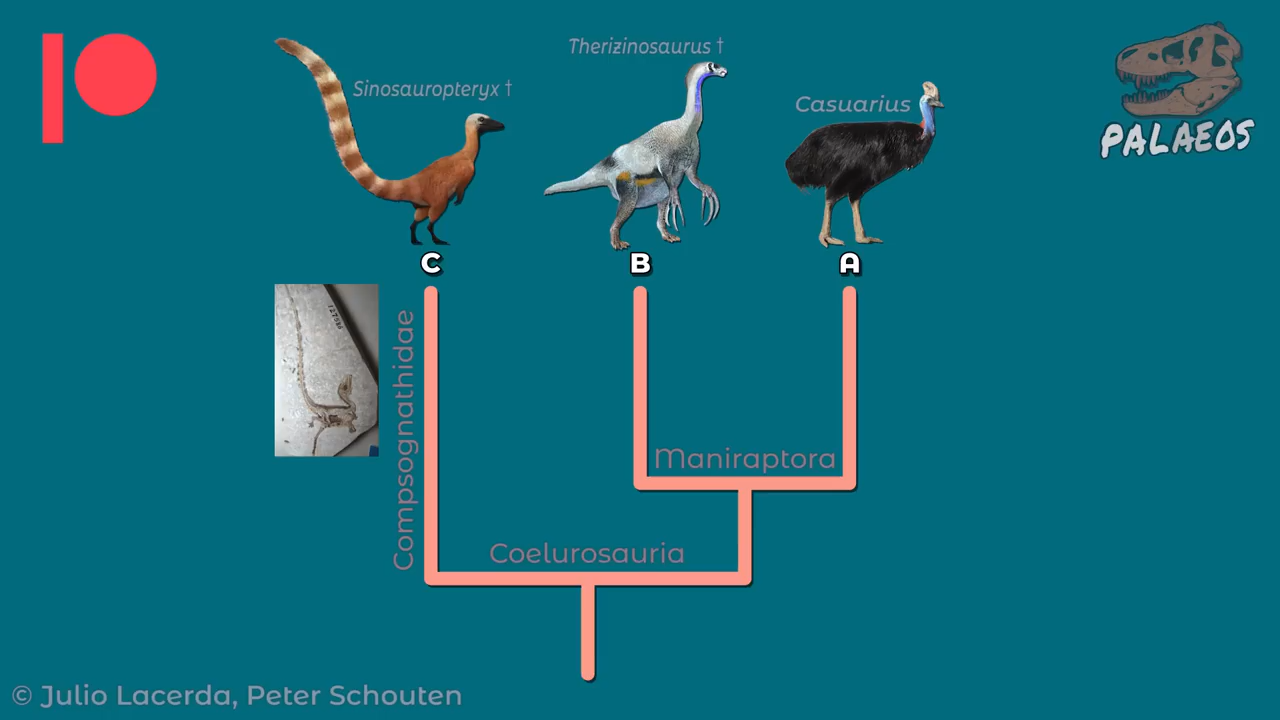 Therizinosaurus †
Sinosauropteryx †
Casuarius
PALAEOS
C
B
A
Compsognathidae
Maniraptora
Coelurosauria
© Julio Lacerda, Peter Schouten